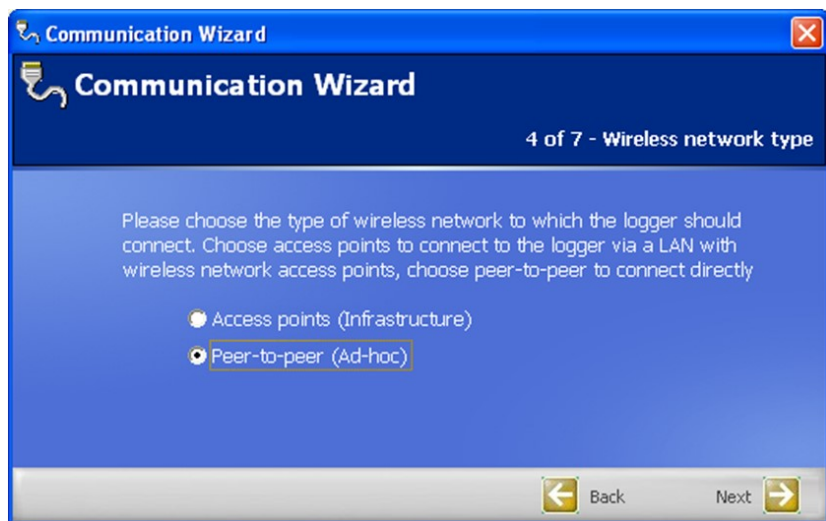 Communication Wizard
Communication Wizard
4 of 7 - Wireless network type
Please choose the type of wireless network to which the logger should
connect. Choose access points to connect to the logger via a LAN with
wireless network access points, choose peer-to-peer to connect directly
Access points (Infrastructure)
Peer-to-peer (Ad-hoc)
Back Next